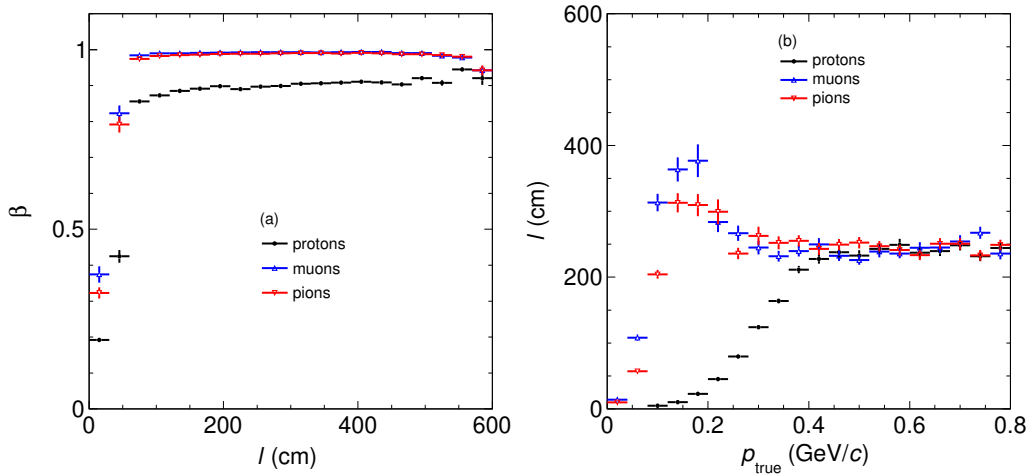 1
0.5
0
β
(a)
protons
muons
pions
0 200 400 600
l (cm)
600
400
200
0
l (cm)
(b)
protons
muons
pions
0 0.2 0.4 0.6 0.8
p_true (GeV/c)